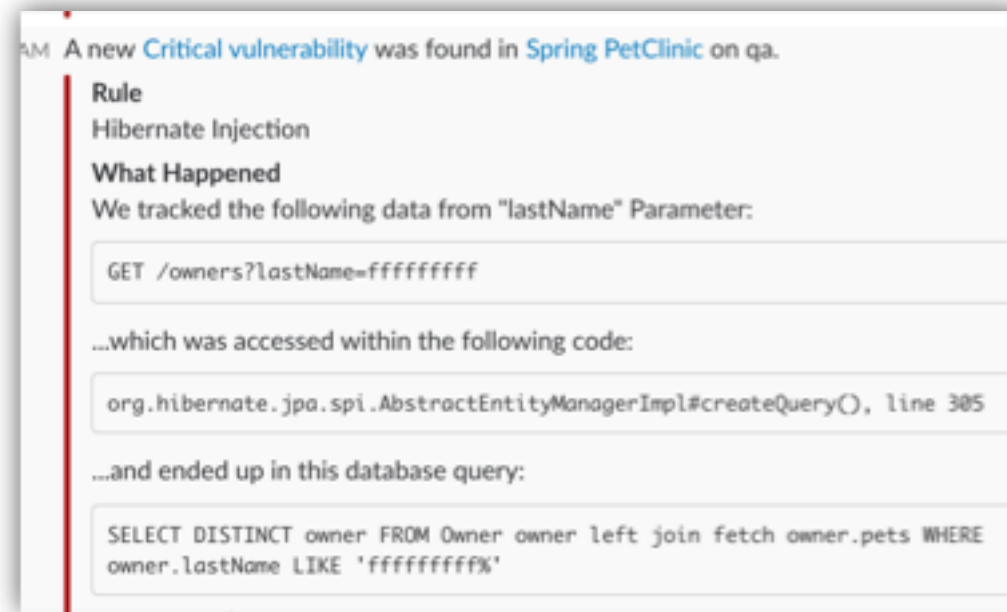 AM A new Critical vulnerability was found in Spring PetClinic on qa.
Rule
Hibernate Injection
What Happened
We tracked the following data from "lastName" Parameter:
GET /owners?lastName=fffffffff
...which was accessed within the following code:
org.hibernate.jpa.spi.AbstractEntityManagerImpl#createQuery(), line 305
...and ended up in this database query:
SELECT DISTINCT owner FROM Owner owner left join fetch owner.pets WHERE
owner.lastName LIKE 'fffffffff%'